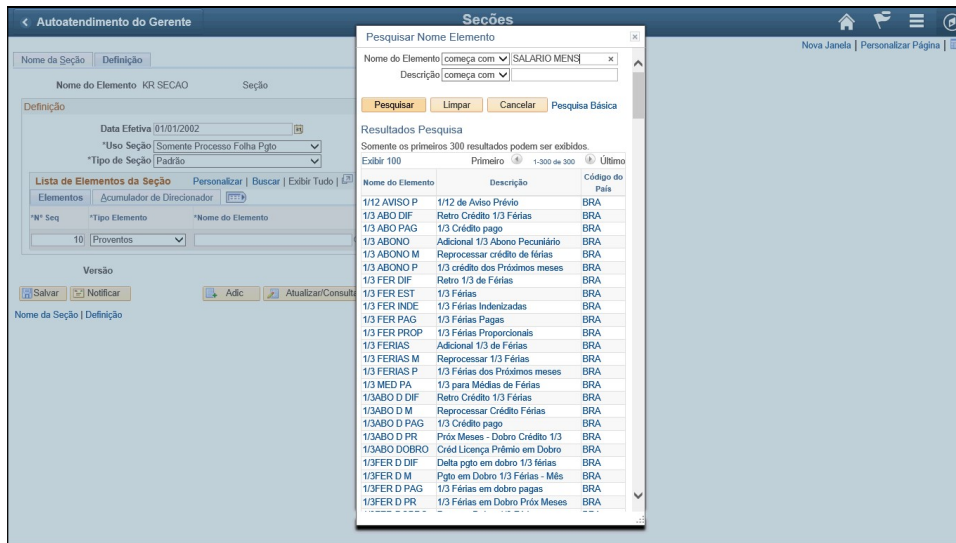 Autoatendimento do Gerente
Seções
Nova Janela | Personalizar Página |
Nome da Seção
Definição
Nome do Elemento KR SECAO Seção
Definição
Data Efetiva 01/01/2002
*Uso Seção Somente Processo Folha Pgto
*Tipo de Seção Padrão
Lista de Elementos da Seção Personalizar | Buscar | Exibir Tudo |
Elementos Acumulador de Direcionador
*Nº Seq *Tipo Elemento *Nome do Elemento
10 Proventos
Versão
Salvar Notificar Adic Atualizar/Consulta
Nome da Seção | Definição
Pesquisar Nome Elemento
Nome do Elemento começa com SALARIO MENS
Descrição começa com
Pesquisar Limpar Cancelar Pesquisa Básica
Resultados Pesquisa
Somente os primeiros 300 resultados podem ser exibidos.
Exibir 100 Primeiro 1-300 de 300 Último
Nome do Elemento Descrição Código do País
1/12 AVISO P 1/12 de Aviso Prévio BRA
1/3 ABO DIF Retro Crédito 1/3 Férias BRA
1/3 ABO PAG 1/3 Crédito pago BRA
1/3 ABONO Adicional 1/3 Abono Pecuniário BRA
1/3 ABONO M Reprocessar crédito de férias BRA
1/3 ABONO P 1/3 crédito dos Próximos meses BRA
1/3 FER DIF Retro 1/3 de Férias BRA
1/3 FER EST 1/3 Férias BRA
1/3 FER INDE 1/3 Férias Indenizadas BRA
1/3 FER PAG 1/3 Férias Pagas BRA
1/3 FER PROP 1/3 Férias Proporcionais BRA
1/3 FERIAS Adicional 1/3 de Férias BRA
1/3 FERIAS M Reprocessar 1/3 Férias BRA
1/3 FERIAS P 1/3 Férias dos Próximos meses BRA
1/3 MED PA 1/3 para Médias de Férias BRA
1/3ABO D DIF Retro Crédito 1/3 Férias BRA
1/3ABO D M Reprocessar Crédito Férias BRA
1/3ABO D PAG 1/3 Crédito pago BRA
1/3ABO D PR Próx Meses - Dobro Crédito 1/3 BRA
1/3ABO DOBRO Créd Licença Prêmio em Dobro BRA
1/3FER D DIF Delta pgto em dobro 1/3 férias BRA
1/3FER D M Pgto em Dobro 1/3 Férias - Mês BRA
1/3FER D PAG 1/3 Férias em dobro pagas BRA
1/3FER D PR 1/3 Férias em Dobro Próx Meses BRA